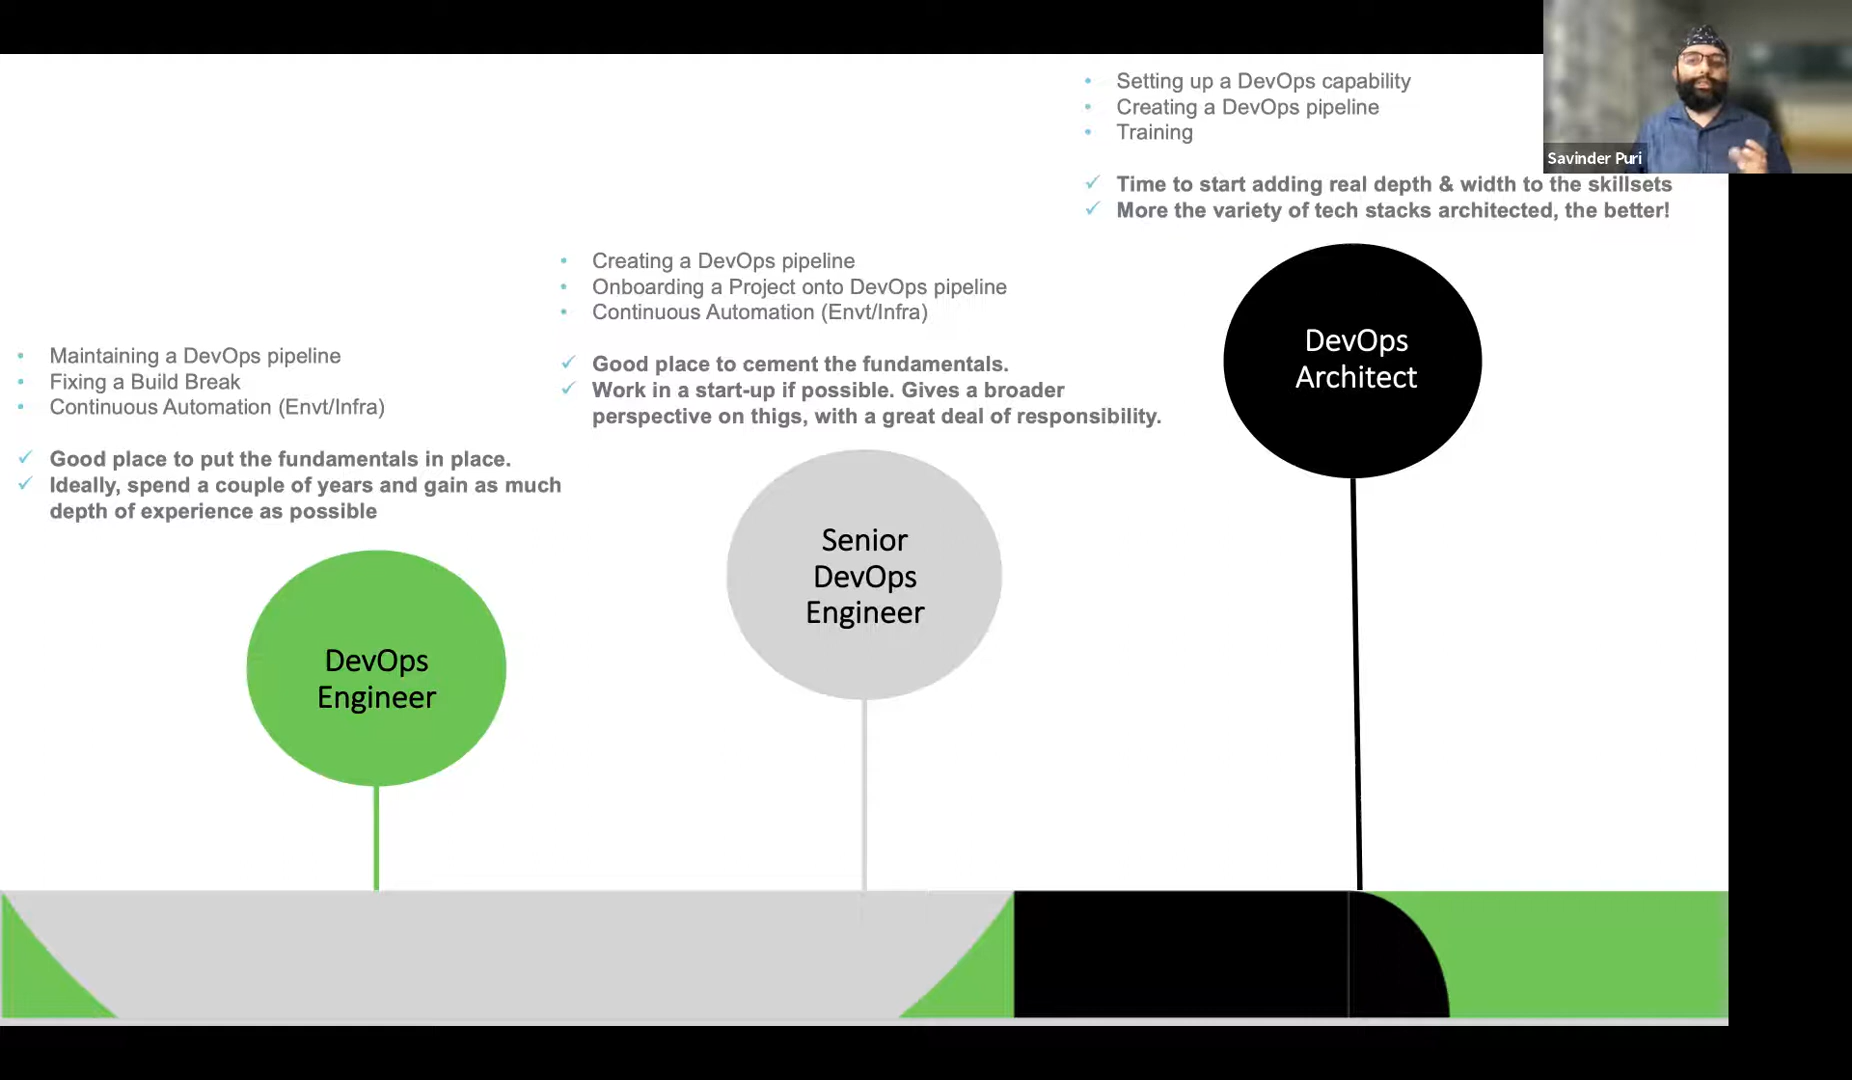 Maintaining a DevOps pipeline
Fixing a Build Break
Continuous Automation (Envt/Infra)
Good place to put the fundamentals in place.
Ideally, spend a couple of years and gain as much
depth of experience as possible
DevOps
Engineer
Creating a DevOps pipeline
Onboarding a Project onto DevOps pipeline
Continuous Automation (Envt/Infra)
Good place to cement the fundamentals.
Work in a start-up if possible. Gives a broader
perspective on thigs, with a great deal of responsibility.
Senior
DevOps
Engineer
Setting up a DevOps capability
Creating a DevOps pipeline
Training
Time to start adding real depth & width to the skillsets
More the variety of tech stacks architected, the better!
DevOps
Architect
Savinder Puri